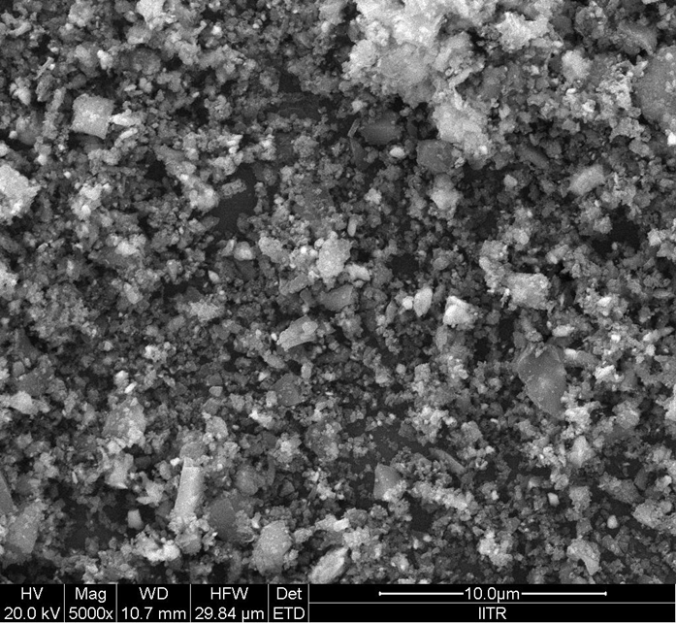 HV Mag WD HFW Det 10.0µm
20.0 kV 5000x 10.7 mm 29.84 µm ETD IITR